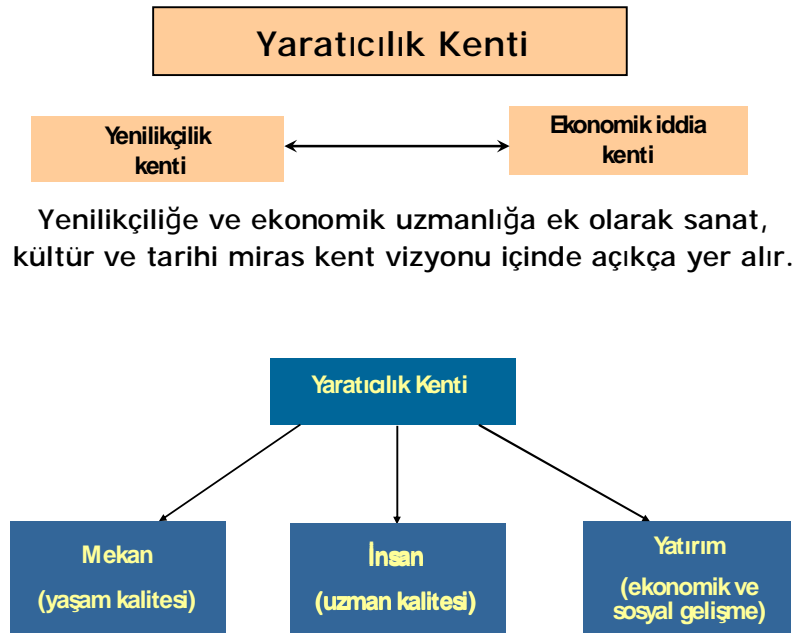 Yaratıcılık Kenti
Yenilikçilik
kenti
Ekonomik iddia
kenti
Yenilikçiliğe ve ekonomik uzmanlığa ek olarak sanat,
kültür ve tarihi miras kent vizyonu içinde açıkça yer alır.
Yaratıcılık Kenti
Mekan
(yaşam kalitesi)
İnsan
(uzman kalitesi)
Yatırım
(ekonomik ve
sosyal gelişme)